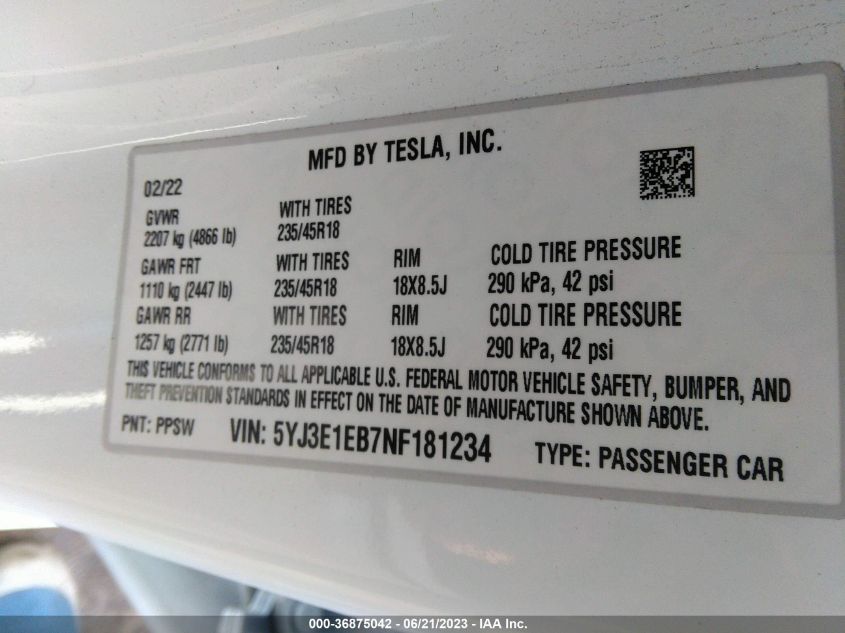 MFD BY TESLA, INC.
02/22
GVWR WITH TIRES
2207 kg (4866 lb) 235/45R18
GAWR FRT WITH TIRES RIM COLD TIRE PRESSURE
1110 kg (2447 lb) 235/45R18 18X8.5J 290 kPa, 42 psi
GAWR RR WITH TIRES RIM COLD TIRE PRESSURE
1257 kg (2771 lb) 235/45R18 18X8.5J 290 kPa, 42 psi
THIS VEHICLE CONFORMS TO ALL APPLICABLE U.S. FEDERAL MOTOR VEHICLE SAFETY, BUMPER, AND
THEFT PREVENTION STANDARDS IN EFFECT ON THE DATE OF MANUFACTURE SHOWN ABOVE.
PNT: PPSW VIN: 5YJ3E1EB7NF181234 TYPE: PASSENGER CAR
000-36875042 - 06/21/2023 - IAA Inc.